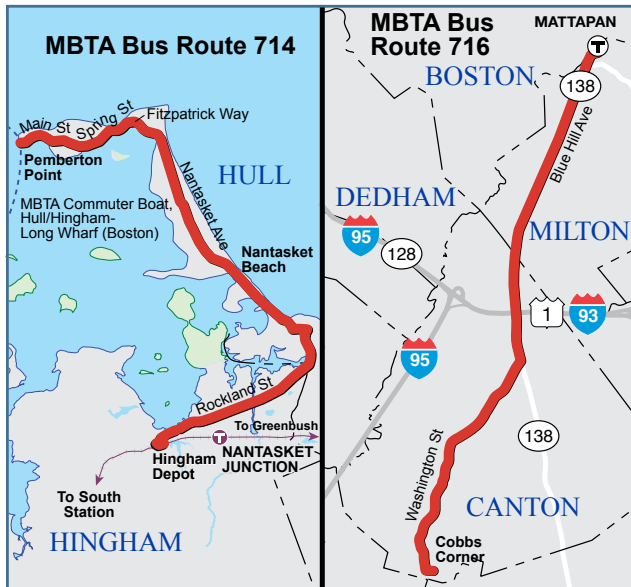 MBTA Bus Route 714
Main St
Spring St
Fitzpatrick Way
Pemberton
Point
HULL
MBTA Commuter Boat,
Hull/Hingham-
Long Wharf (Boston)
Nantasket Ave
Nantasket
Beach
Rockland St
To Greenbush
T
NANTASKET
JUNCTION
Hingham
Depot
To South
Station
HINGHAM
MBTA Bus
Route 716
MATTAPAN
T
BOSTON
138
Blue Hill Ave
DEDHAM
MILTON
95
128
1
93
95
138
Washington St
CANTON
Cobbs
Corner